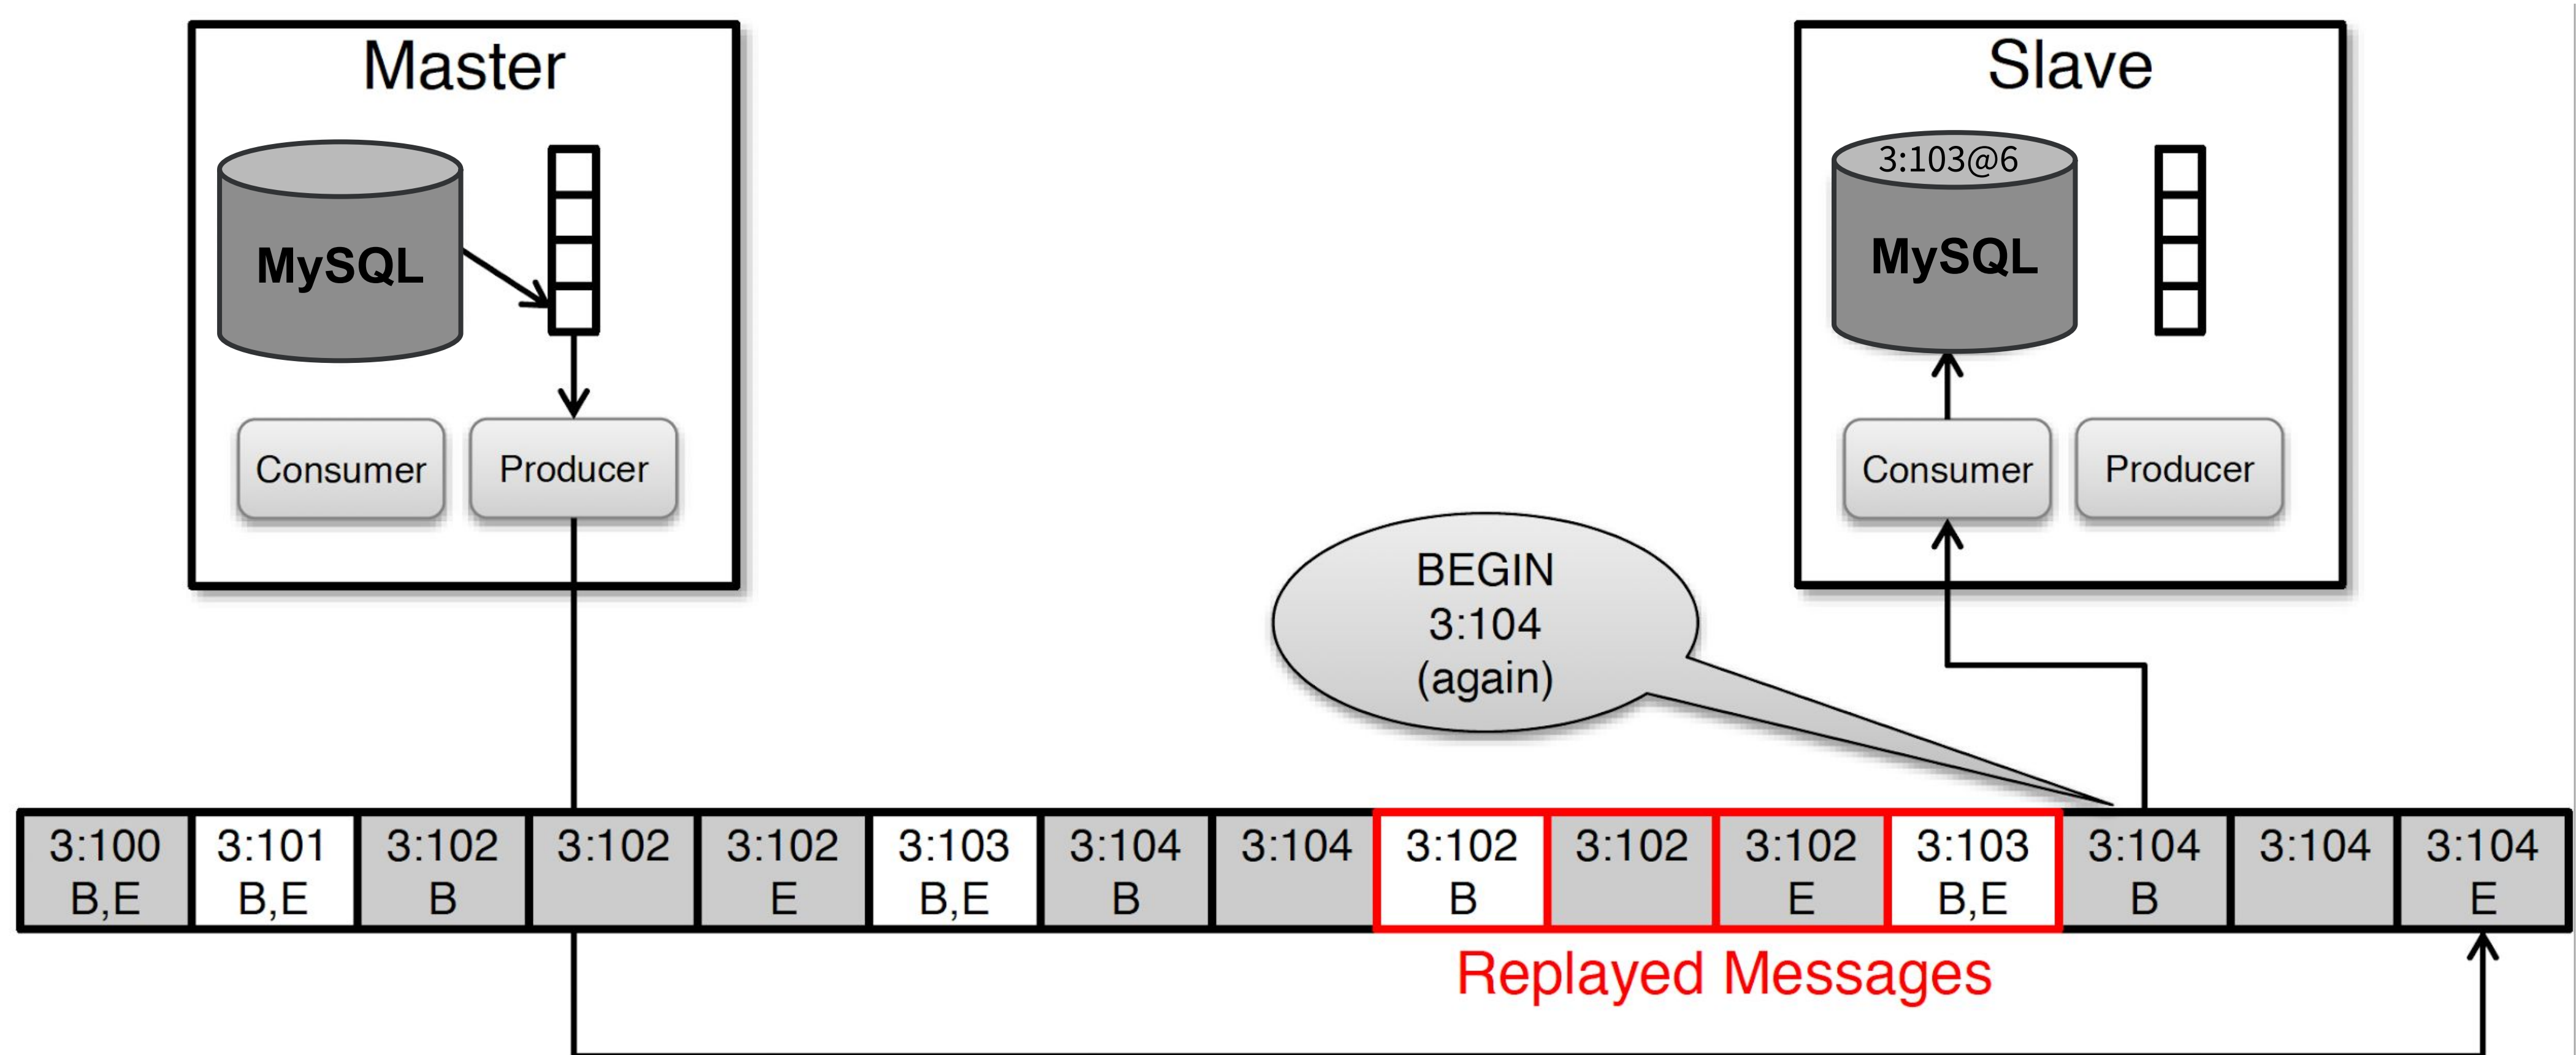 Master
MySQL
Consumer
Producer
Slave
3:103@6
MySQL
Consumer
Producer
BEGIN
3:104
(again)
3:100
B,E
3:101
B,E
3:102
B
3:102
3:102
E
3:103
B,E
3:104
B
3:104
3:102
B
3:102
3:102
E
3:103
B,E
3:104
B
3:104
3:104
E
Replayed Messages